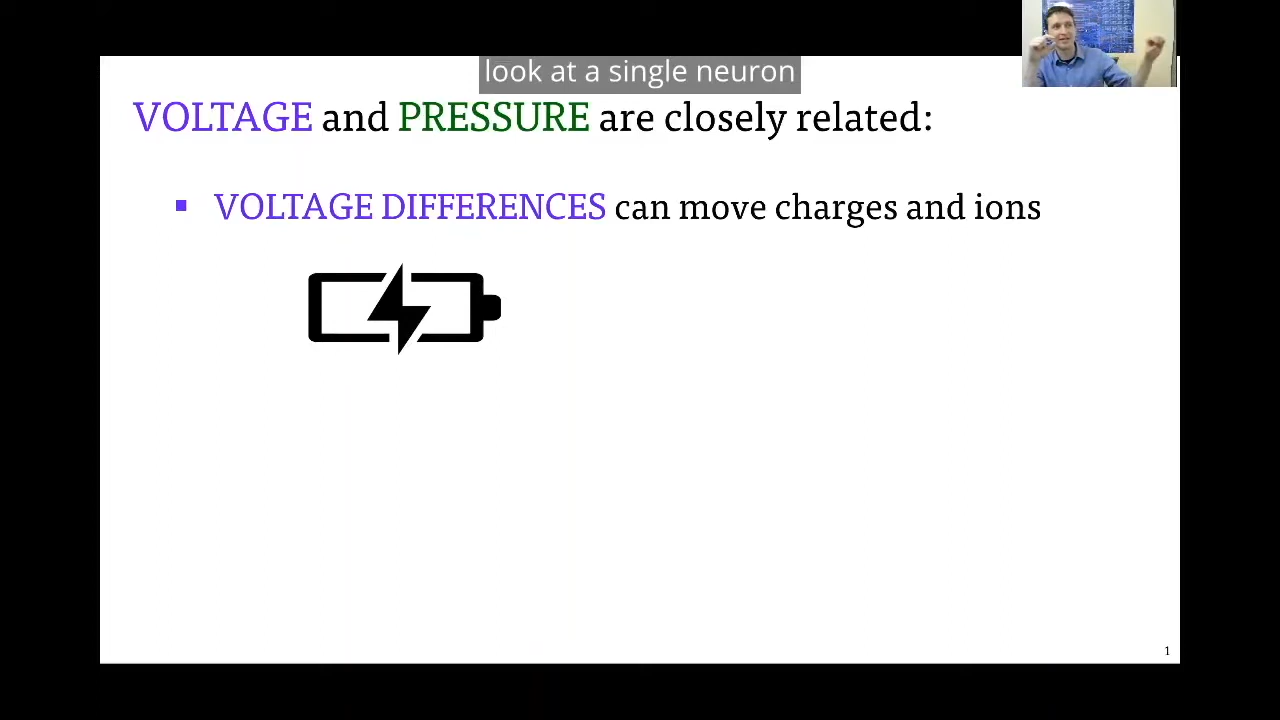 look at a single neuron
VOLTAGE and PRESSURE are closely related:
VOLTAGE DIFFERENCES can move charges and ions
1